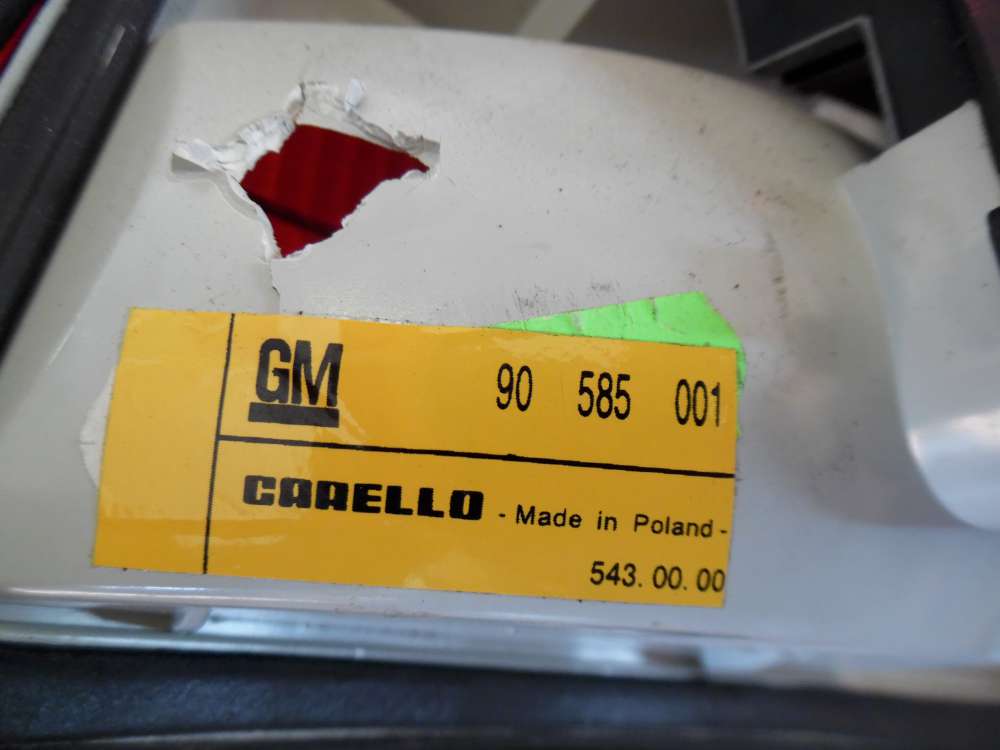 GM 90 585 001
CARELLO - Made in Poland -
543. 00. 00